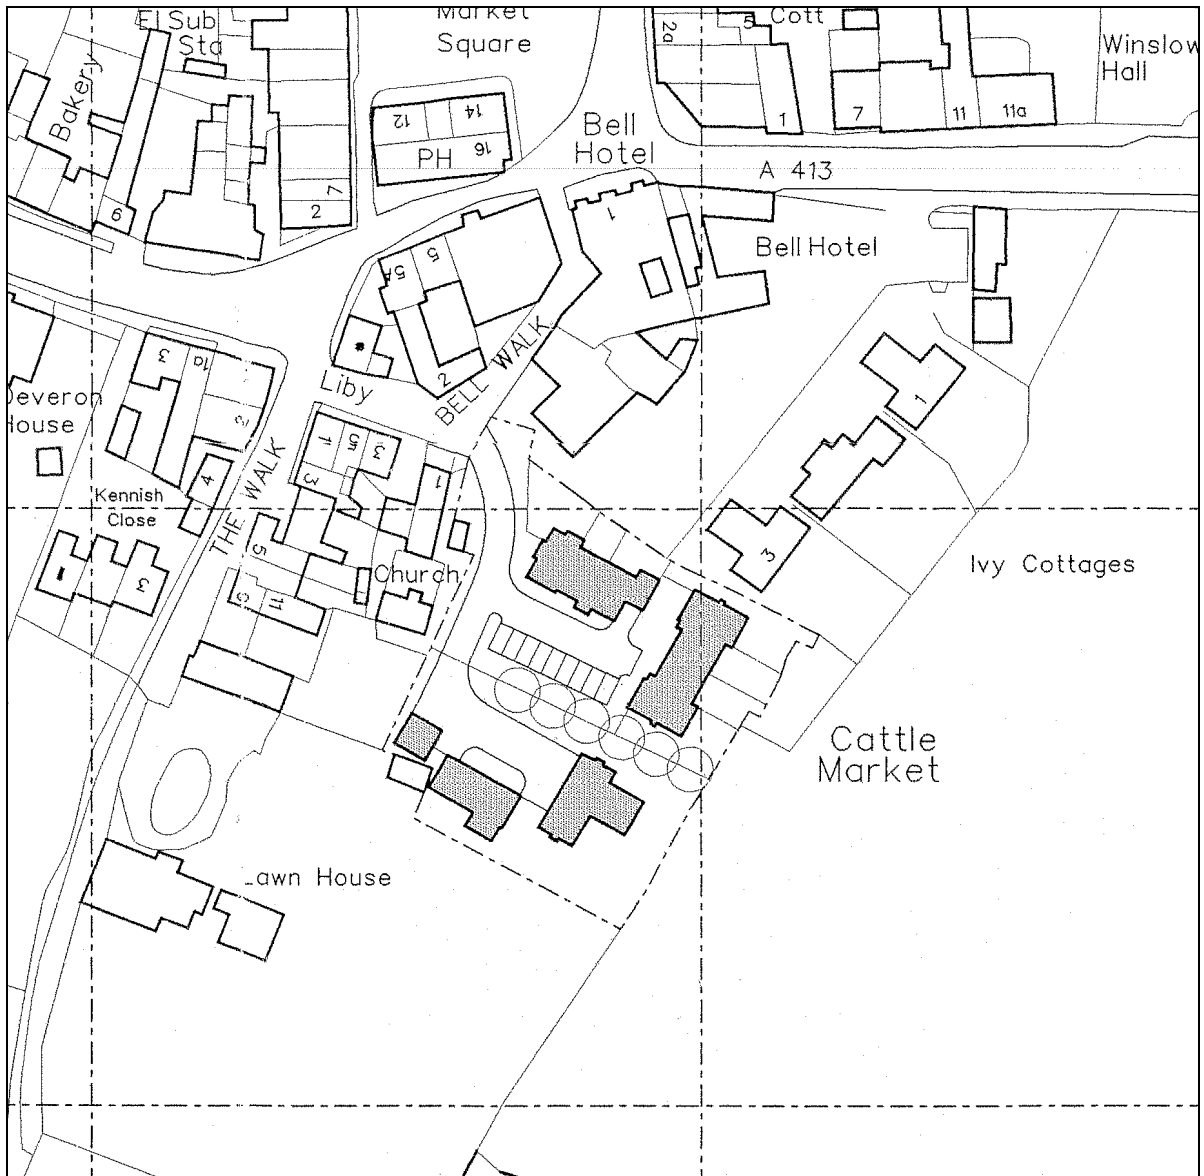 El Sub
Sta
Market
Square
2a
5
Cott
Winslow
Hall
Bakery
12
14
16
PH
Bell
Hotel
1
7
11
11a
A 413
9
7
2
5A
5
1
Bell Hotel
3
1a
2
Liby
2
BELL WALK
Deveron
House
1
5
3
3
1
4
Kennish
Close
THE WALK
1
3
Ivy Cottages
5
Church
3
9
11
Cattle
Market
Lawn House